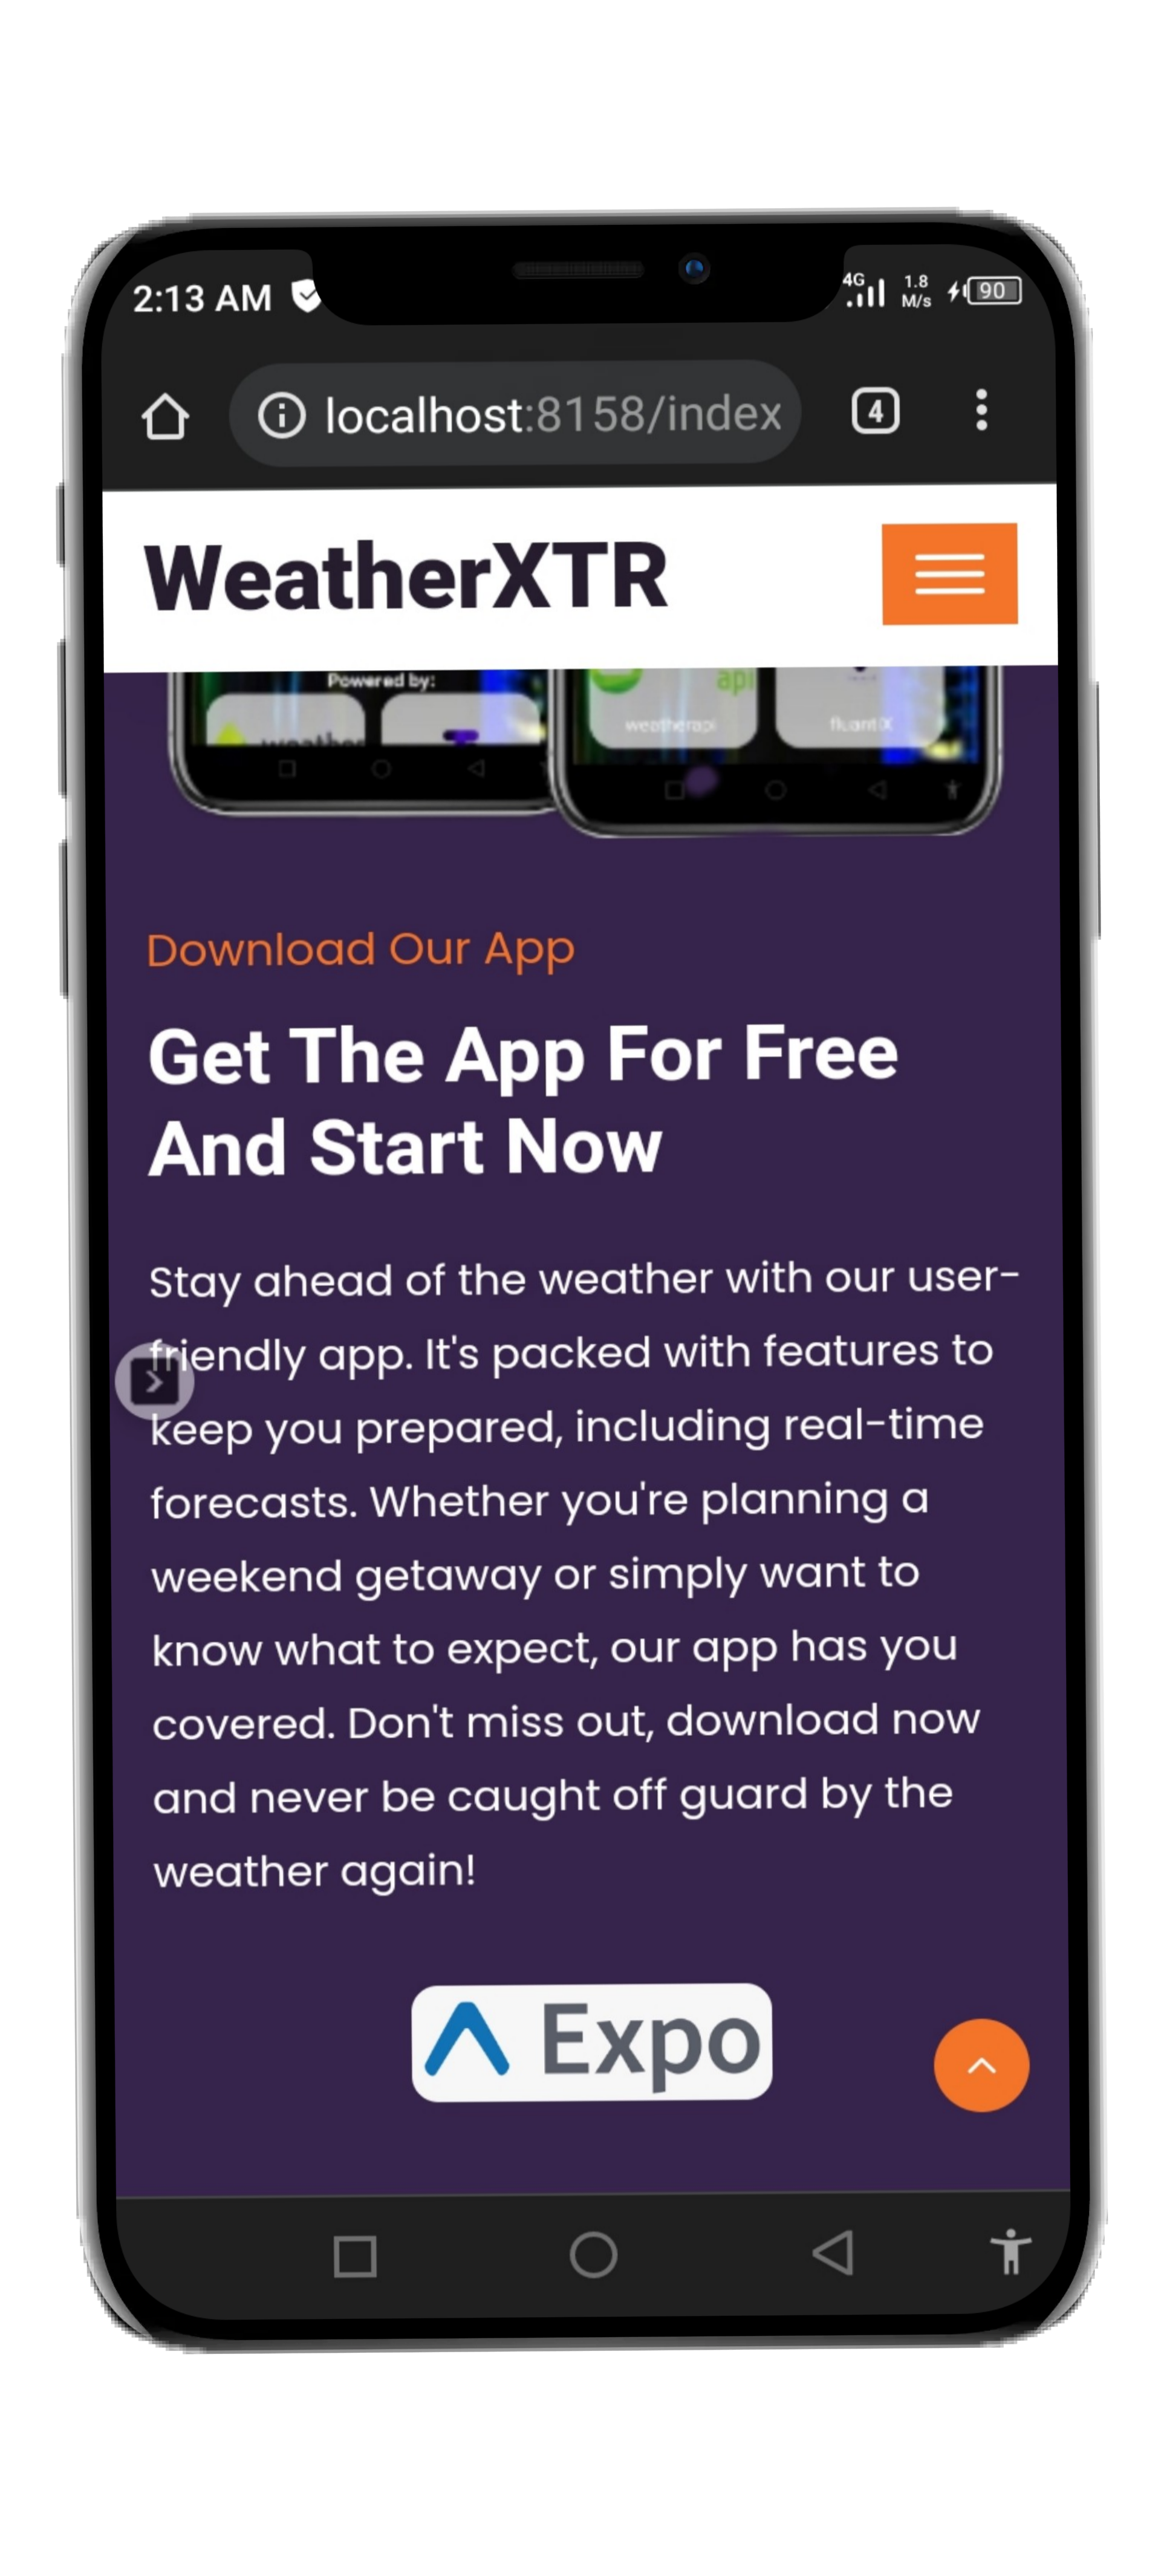 2:13 AM
4G
1.8
M/s
90
localhost:8158/index
4
WeatherXTR
Powered by:
api
weatherapi
fluantiX
Download Our App
Get The App For Free
And Start Now
Stay ahead of the weather with our user-
friendly app. It's packed with features to
keep you prepared, including real-time
forecasts. Whether you're planning a
weekend getaway or simply want to
know what to expect, our app has you
covered. Don't miss out, download now
and never be caught off guard by the
weather again!
Expo